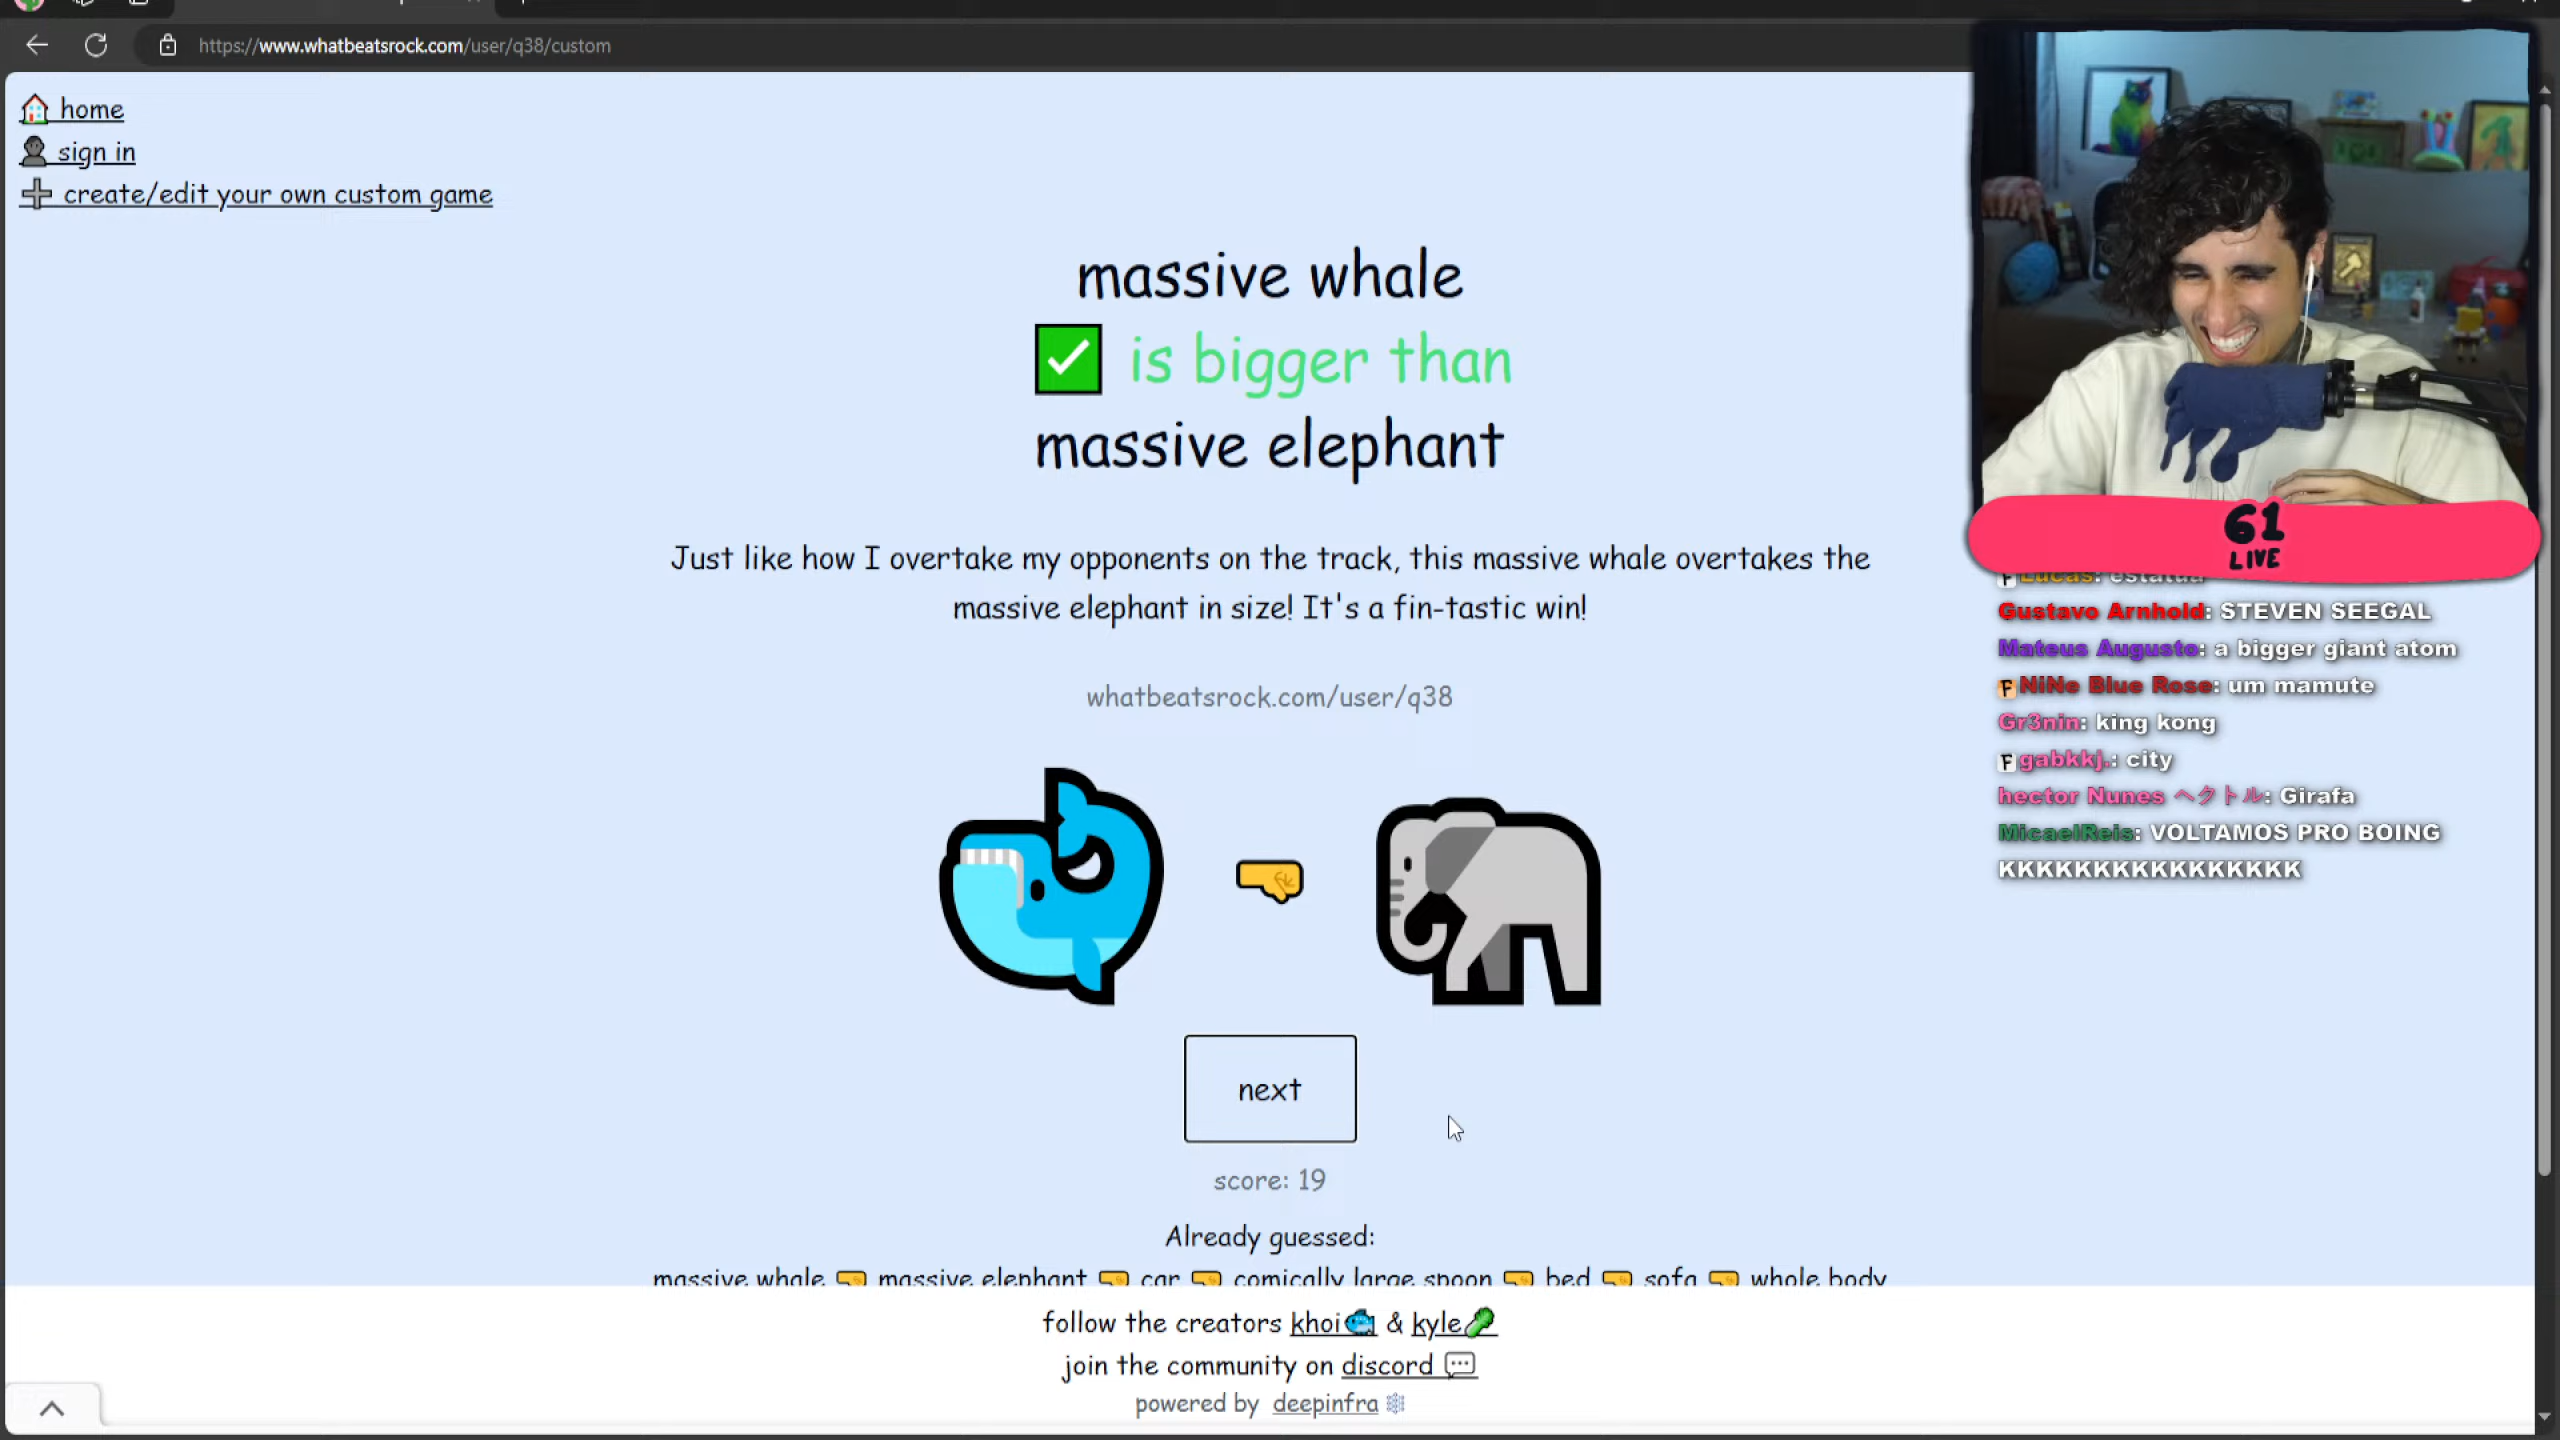 https://www.whatbeatsrock.com/user/q38/custom
home
sign in
create/edit your own custom game
massive whale
is bigger than
massive elephant
Just like how I overtake my opponents on the track, this massive whale overtakes the
massive elephant in size! It's a fin-tastic win!
whatbeatsrock.com/user/q38
next
score: 19
Already guessed:
massive whale massive elephant car comically large spoon bed sofa whole body
follow the creators khoi & kyle
join the community on discord
powered by deepinfra
61
LIVE
Lucas: estatua
Gustavo Arnhold: STEVEN SEEGAL
Mateus Augusto: a bigger giant atom
F NiNe Blue Rose: um mamute
Gr3nin: king kong
F gabkkj.: city
hector Nunes ヘクトル: Girafa
MicaelReis: VOLTAMOS PRO BOING
KKKKKKKKKKKKKKKK